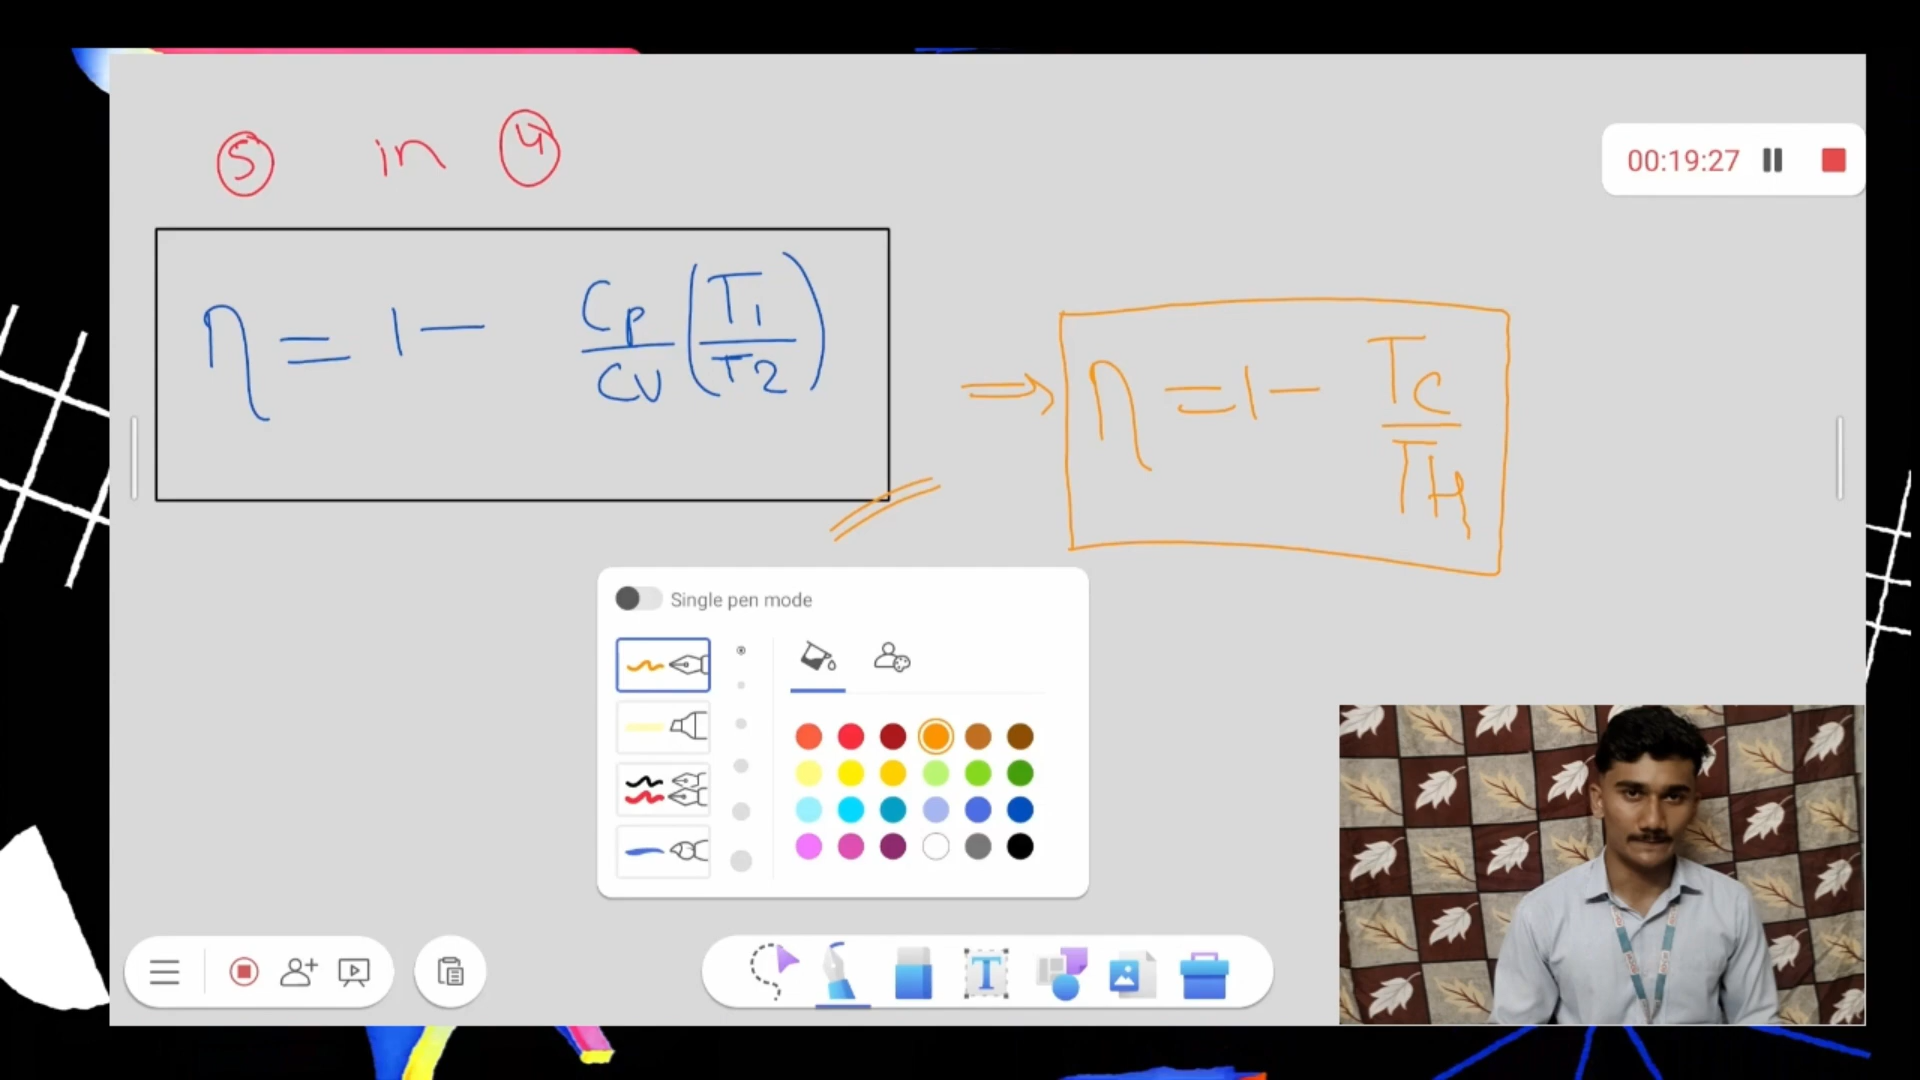 5 in 4
η = 1 - Cp/Cv (T1/T2)
⇒ η = 1 - Tc/TH
00:19:27
Single pen mode
T